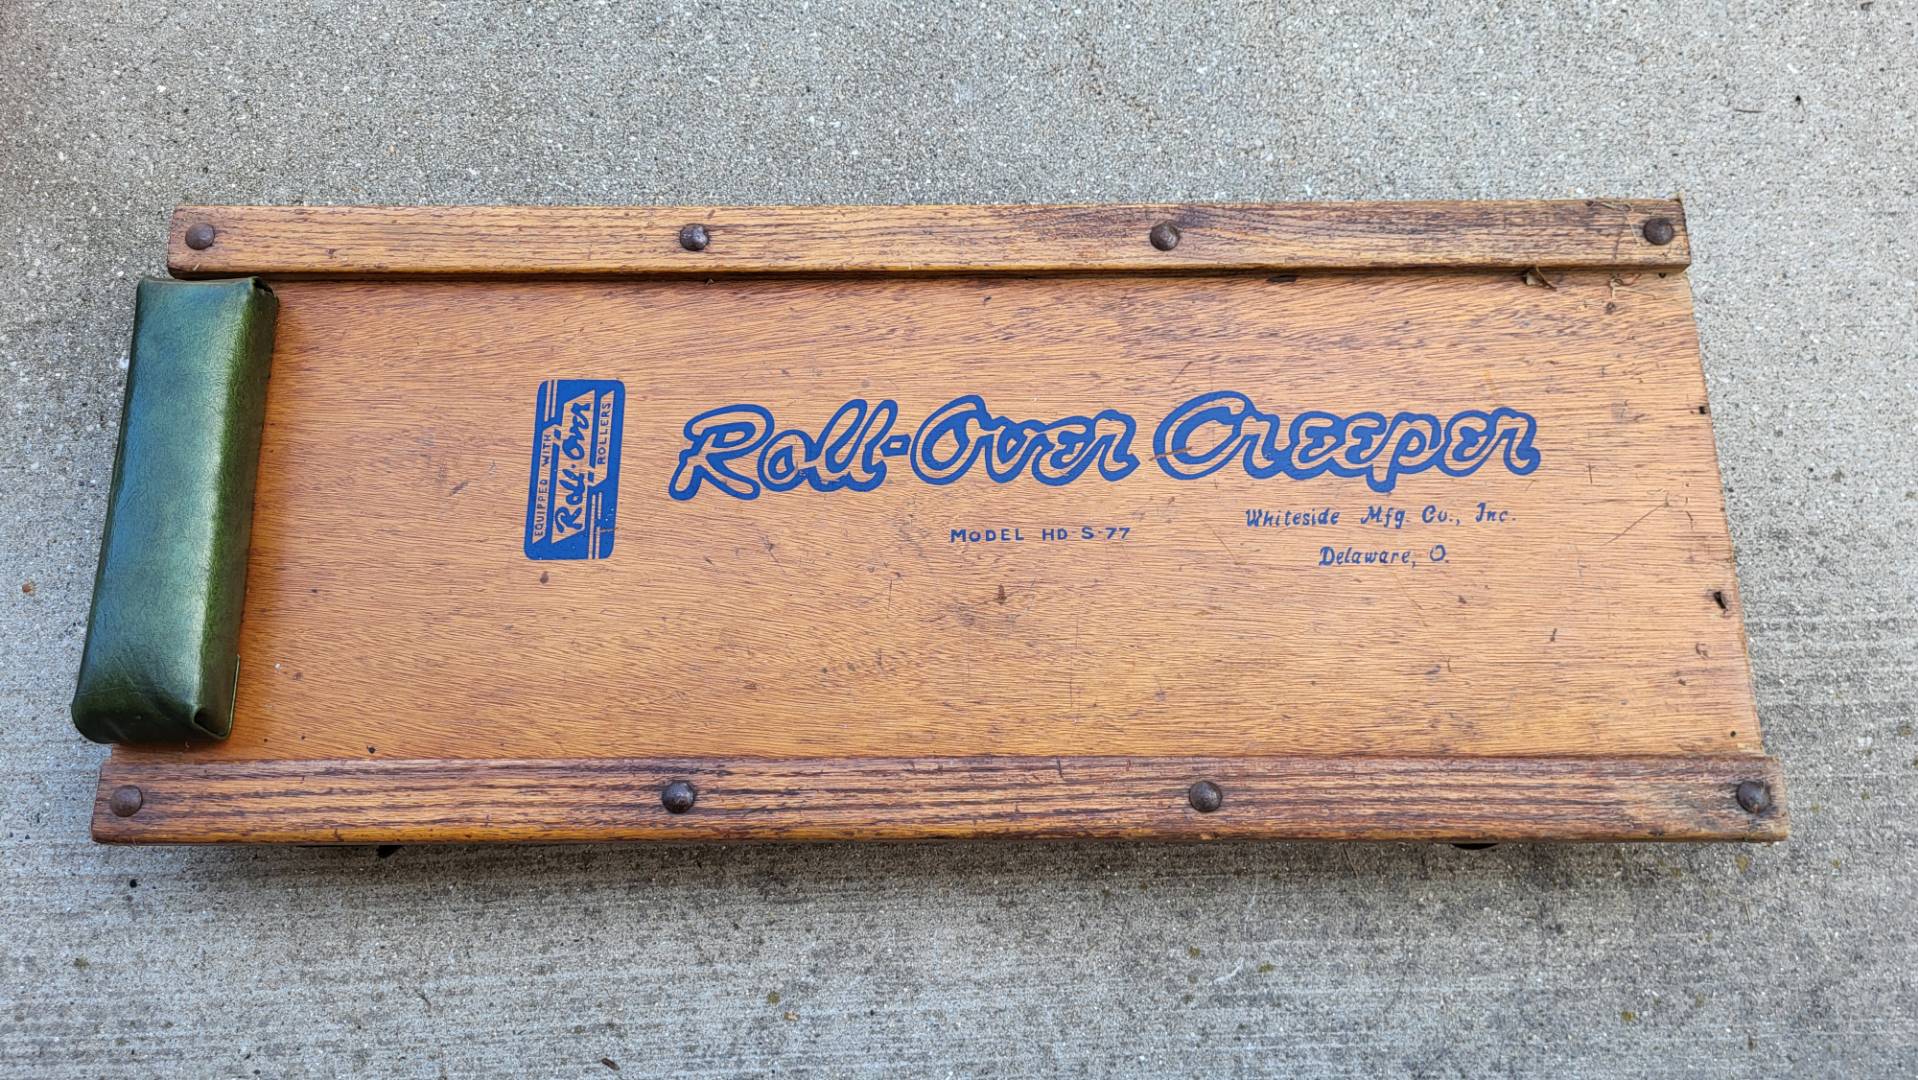 EQUIPPED WITH
Roll-Over
ROLLERS
Roll-Over Creeper
MODEL HD-S-77
Whiteside Mfg. Co., Inc.
Delaware, O.